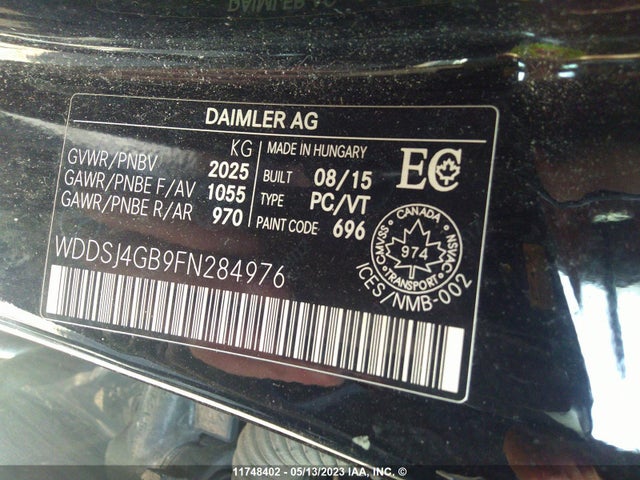 DAIMLER AG
KG
GVWR/PNBV 2025
GAWR/PNBE F/AV 1055
GAWR/PNBE R/AR 970
MADE IN HUNGARY
BUILT 08/15
TYPE PC/VT
PAINT CODE 696
EC
CANADA
CMVSS NSVAC
974
TRANSPORT
ICES/NMB-002
WDDSJ4GB9FN284976
11748402 - 05/13/2023 IAA, INC. ©